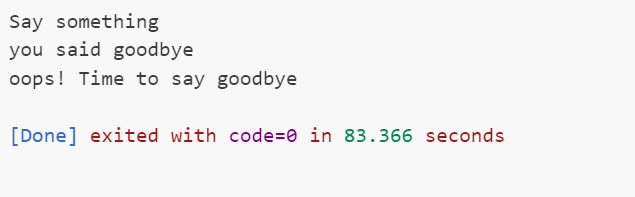 Say something
you said goodbye
oops! Time to say goodbye
[Done] exited with code=0 in 83.366 seconds